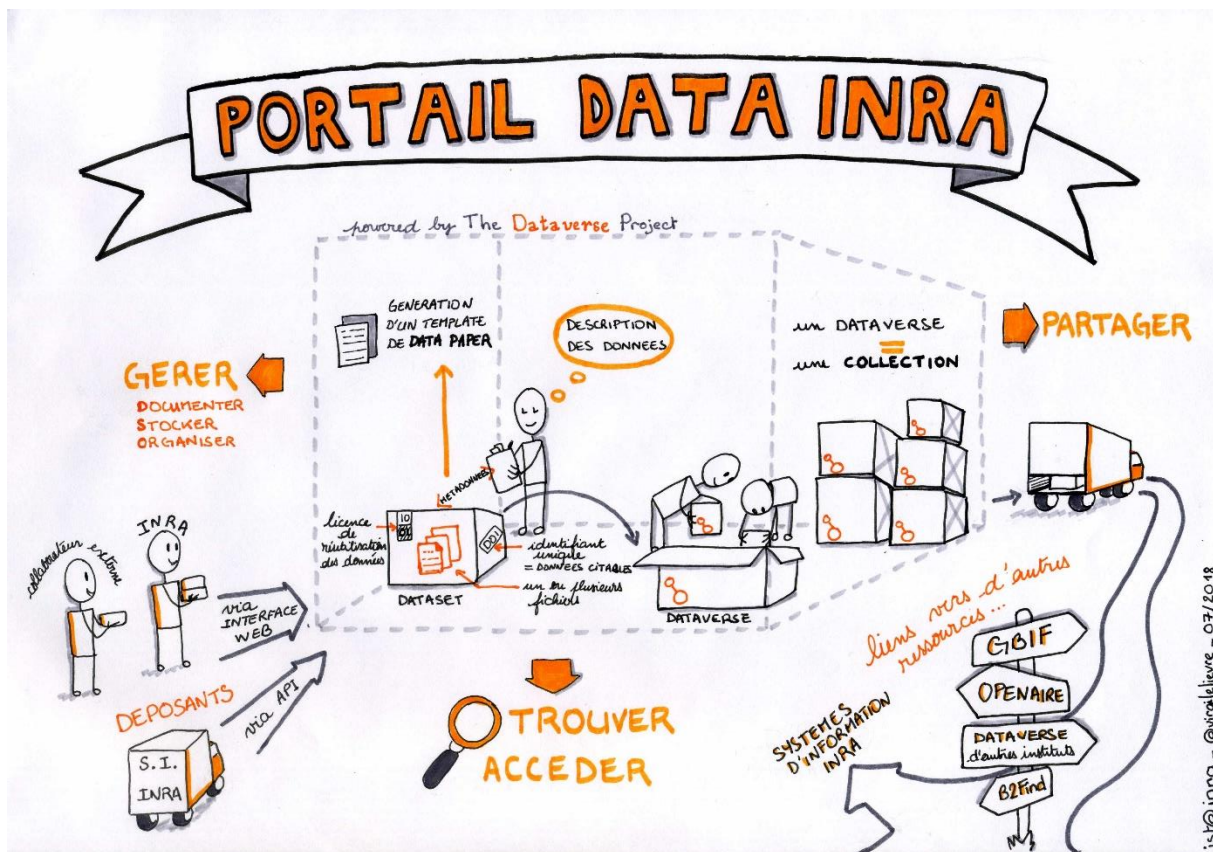 PORTAIL DATA INRA
powered by The Dataverse Project
GENERATION
D'UN TEMPLATE
DE DATA PAPER
DESCRIPTION
DES DONNEES
un DATAVERSE
=
une COLLECTION
PARTAGER
GERER
DOCUMENTER
STOCKER
ORGANISER
METADONNEES
licence
de
réutilisation
des données
DOI
identifiant
unique
= DONNEES CITABLES
un ou plusieurs
fichiers
DATASET
DATAVERSE
collaborateur externe
INRA
via
INTERFACE
WEB
DEPOSANTS
via API
S.I.
INRA
TROUVER
ACCEDER
liens vers d'autres
ressources...
GBIF
OPENAIRE
DATAVERSE
d'autres instituts
B2Find
SYSTEMES
D'INFORMATION
INRA
ist@inra - @vivalelievre - 07/2018